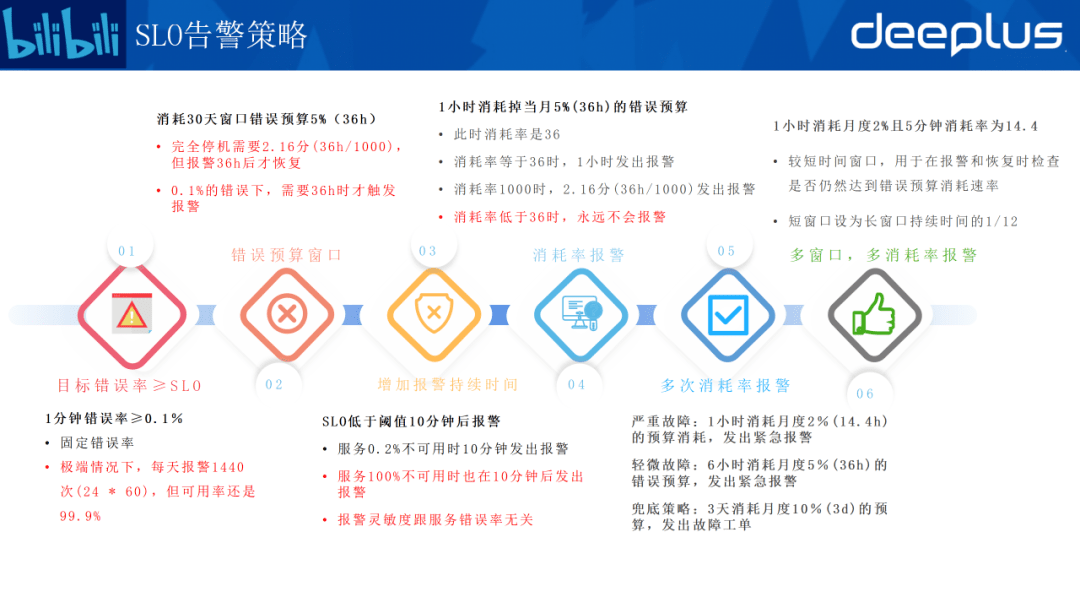 bilibili
SLO告警策略
deeplus
消耗30天窗口错误预算5%（36h）
• 完全停机需要2.16分(36h/1000)，
但报警36h后才恢复
• 0.1%的错误下，需要36h时才触发
报警
1小时消耗掉当月5%(36h)的错误预算
• 此时消耗率是36
• 消耗率等于36时，1小时发出报警
• 消耗率1000时，2.16分(36h/1000)发出报警
• 消耗率低于36时，永远不会报警
1小时消耗月度2%且5分钟消耗率为14.4
• 较短时间窗口，用于在报警和恢复时检查
是否仍然达到错误预算消耗速率
• 短窗口设为长窗口持续时间的1/12
01
错误预算窗口
03
消耗率报警
05
多窗口，多消耗率报警
目标错误率≥SLO
02
增加报警持续时间
04
多次消耗率报警
06
1分钟错误率≥0.1%
• 固定错误率
• 极端情况下，每天报警1440
次(24 * 60)，但可用率还是
99.9%
SLO低于阈值10分钟后报警
• 服务0.2%不可用时10分钟发出报警
• 服务100%不可用时也在10分钟后发出
报警
• 报警灵敏度跟服务错误率无关
严重故障：1小时消耗月度2%(14.4h)
的预算消耗，发出紧急报警
轻微故障：6小时消耗月度5%(36h)的
错误预算，发出紧急报警
兜底策略：3天消耗月度10%(3d)的预
算，发出故障工单